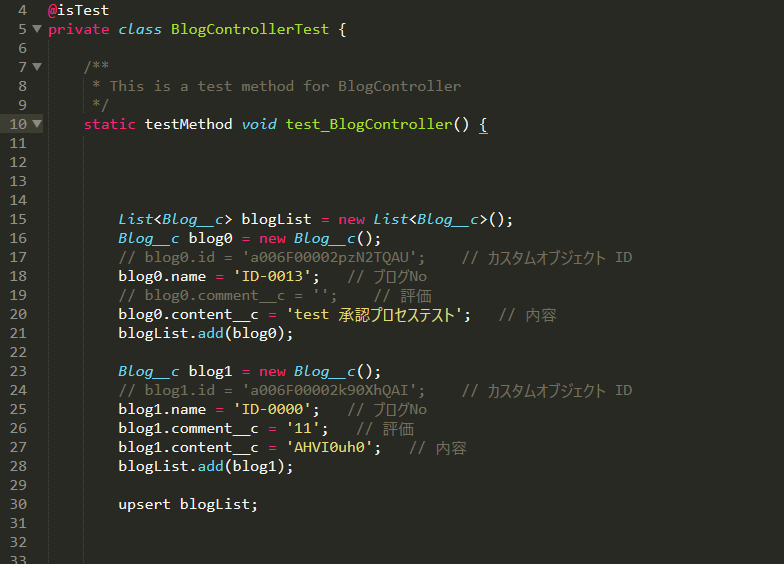 4 @isTest
5 private class BlogControllerTest {
6
7 /**
8 * This is a test method for BlogController
9 */
10 static testMethod void test_BlogController() {
11
12
13
14
15 List<Blog__c> blogList = new List<Blog__c>();
16 Blog__c blog0 = new Blog__c();
17 // blog0.id = 'a006F00002pzN2TQAU'; // カスタムオブジェクト ID
18 blog0.name = 'ID-0013'; // ブログNo
19 // blog0.comment__c = ''; // 評価
20 blog0.content__c = 'test 承認プロセステスト'; // 内容
21 blogList.add(blog0);
22
23 Blog__c blog1 = new Blog__c();
24 // blog1.id = 'a006F00002k90XhQAI'; // カスタムオブジェクト ID
25 blog1.name = 'ID-0000'; // ブログNo
26 blog1.comment__c = '11'; // 評価
27 blog1.content__c = 'AHVI0uh0'; // 内容
28 blogList.add(blog1);
29
30 upsert blogList;
31
32
33